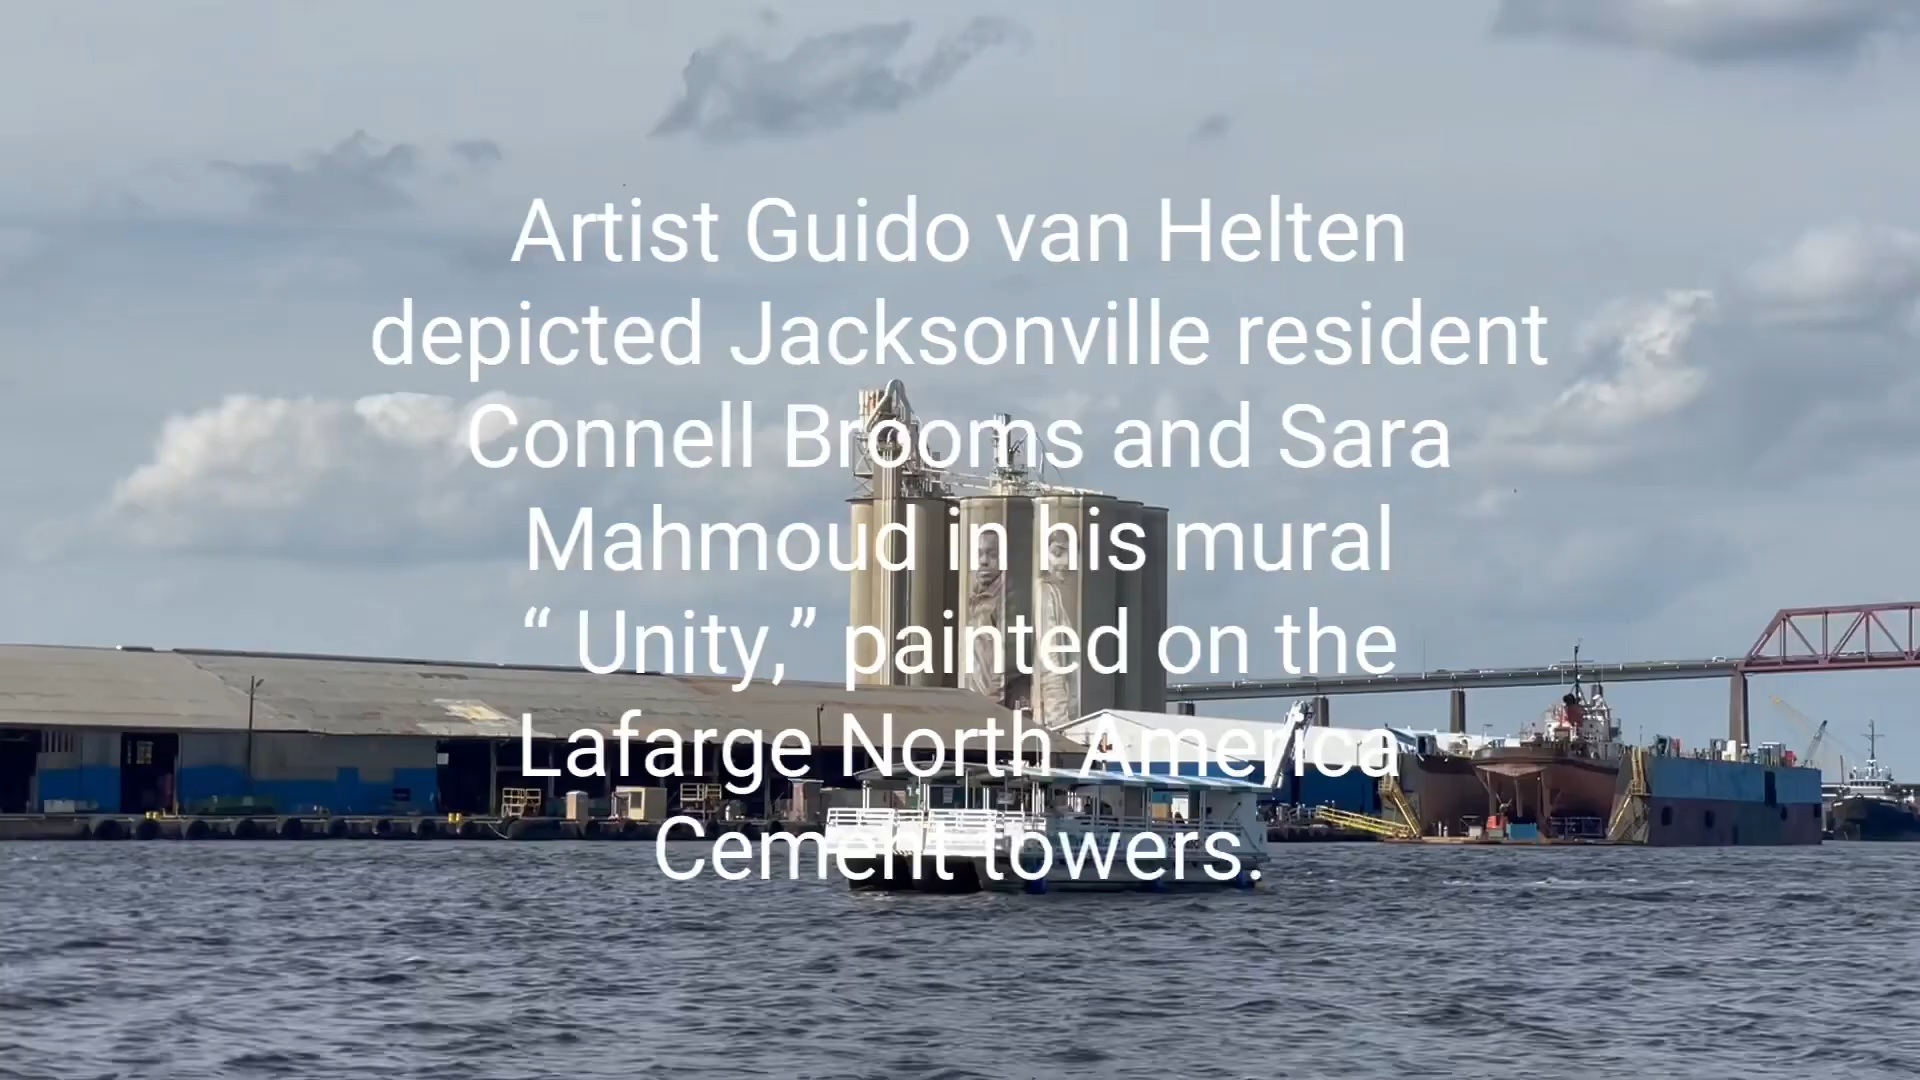 Artist Guido van Helten
depicted Jacksonville resident
Connell Brooms and Sara
Mahmoud in his mural
“ Unity,” painted on the
Lafarge North America
Cement towers.